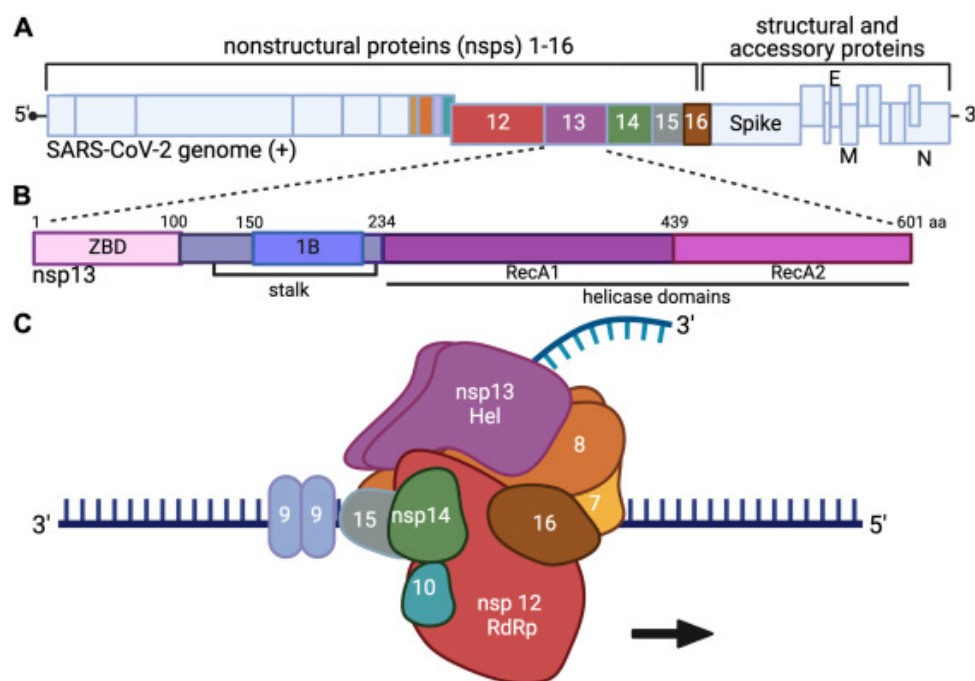 A
nonstructural proteins (nsps) 1-16
structural and
accessory proteins
E
5'
12
13
14
15
16
Spike
3'
SARS-CoV-2 genome (+)
M
N
B
1
100
150
234
439
601 aa
ZBD
1B
nsp13
RecA1
RecA2
stalk
helicase domains
C
3'
nsp13
Hel
8
7
3'
9
9
15
nsp14
16
5'
10
nsp 12
RdRp